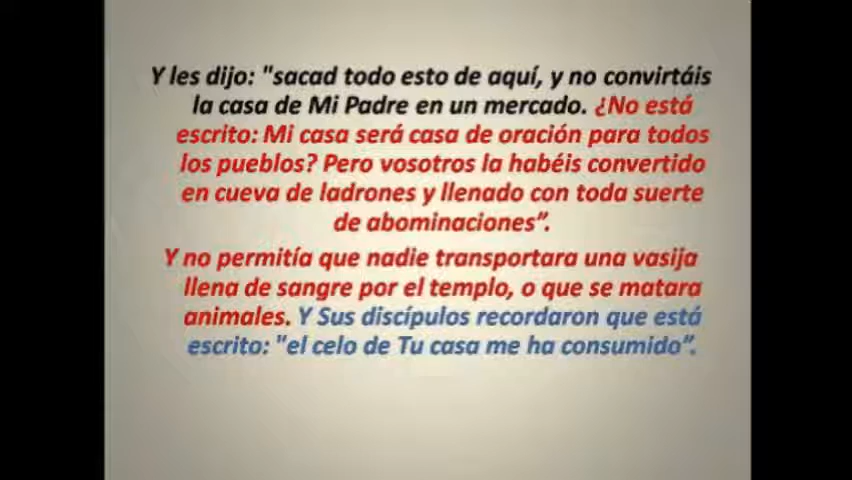 Y les dijo: "sacad todo esto de aquí, y no convirtáis
la casa de Mi Padre en un mercado. ¿No está
escrito: Mi casa será casa de oración para todos
los pueblos? Pero vosotros la habéis convertido
en cueva de ladrones y llenado con toda suerte
de abominaciones”.
Y no permitía que nadie transportara una vasija
llena de sangre por el templo, o que se matara
animales. Y Sus discípulos recordaron que está
escrito: "el celo de Tu casa me ha consumido”.